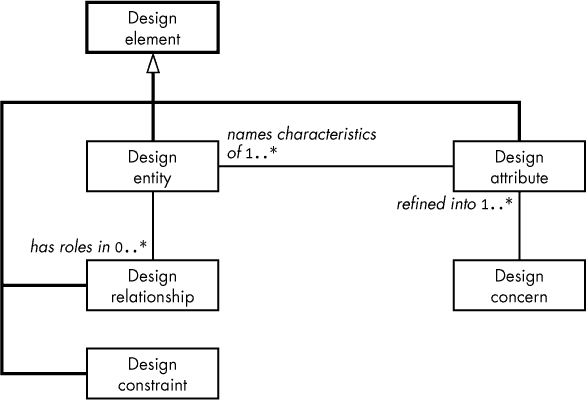 Design
element
names characteristics
of 1..*
Design
entity
Design
attribute
refined into 1..*
has roles in 0..*
Design
relationship
Design
concern
Design
constraint